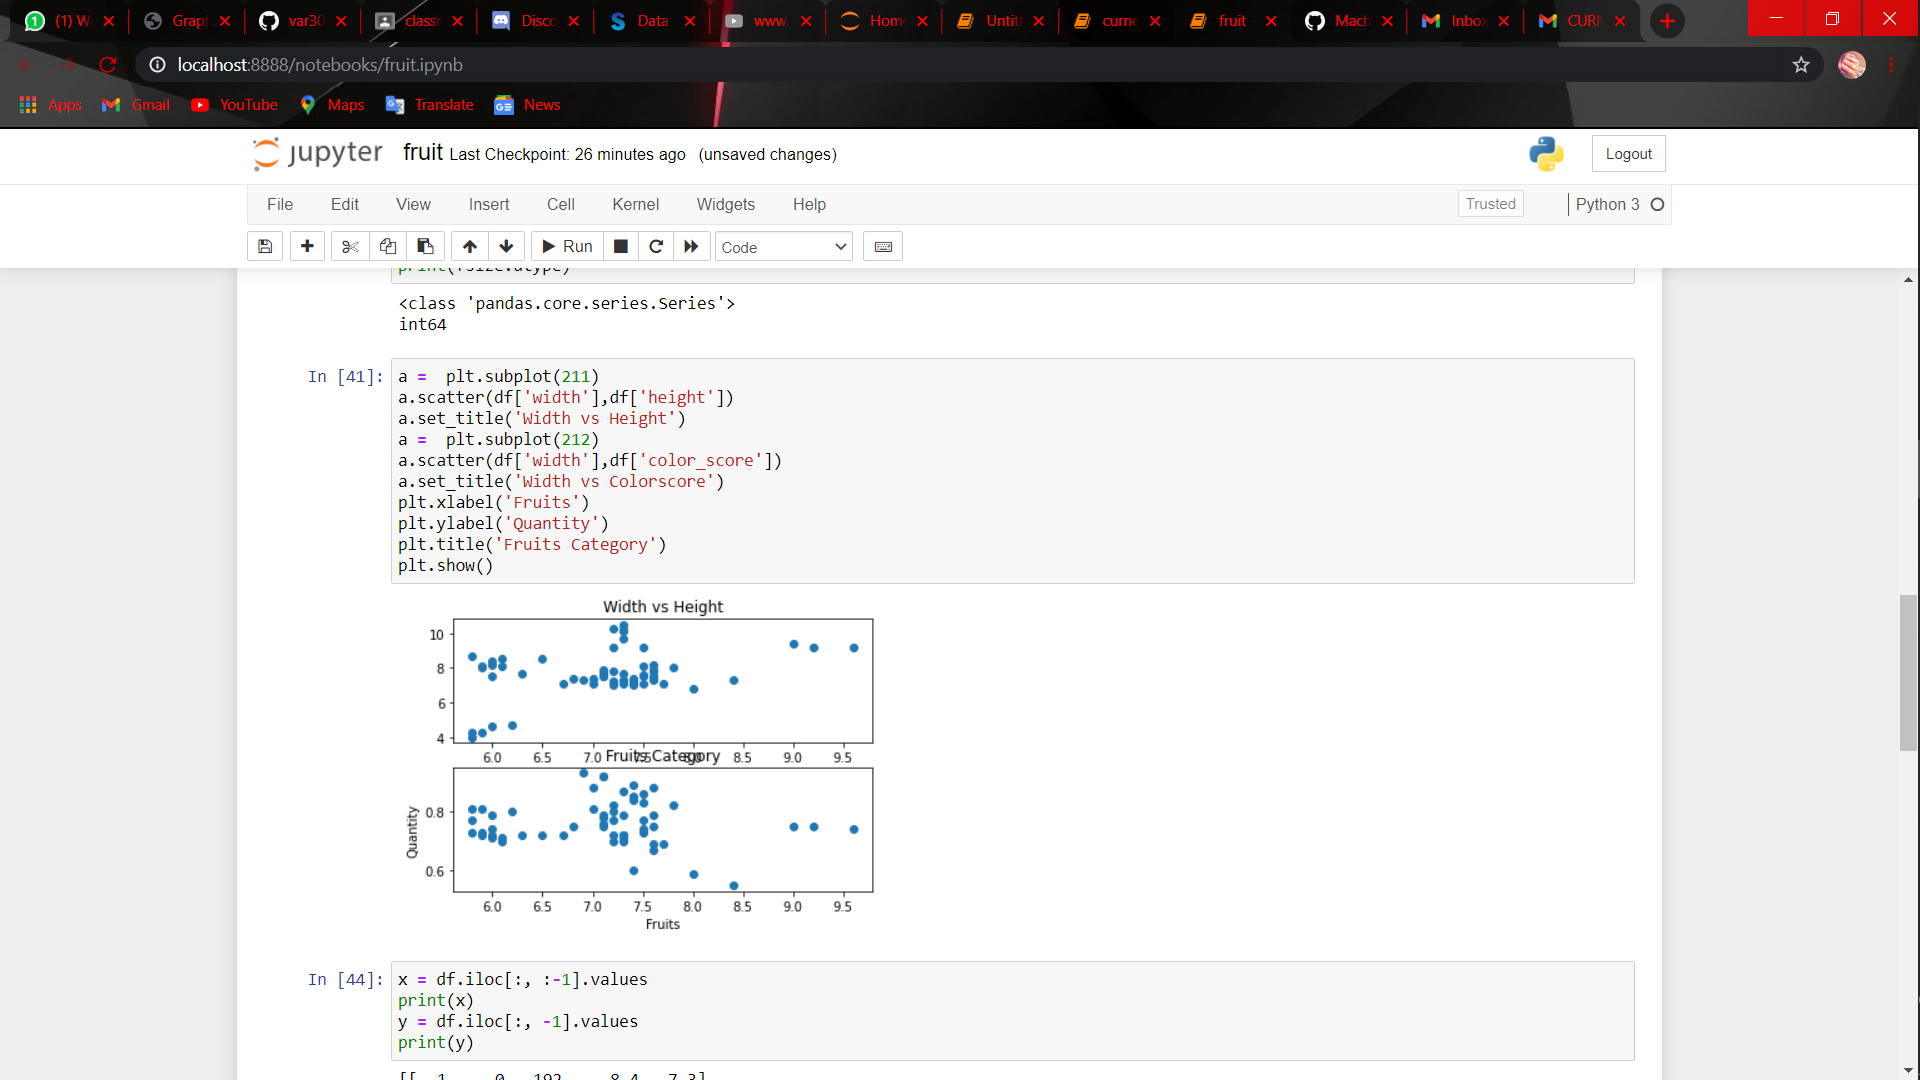 (1) W
Grap
var30
class
Disco
Data
www.
Home
Untit
curne
fruit -
Mach
Inbox
CURN
localhost:8888/notebooks/fruit.ipynb
Apps Gmail YouTube Maps Translate News
jupyter fruit Last Checkpoint: 26 minutes ago (unsaved changes) Logout
File Edit View Insert Cell Kernel Widgets Help Trusted Python 3
Run Code
<class 'pandas.core.series.Series'>
int64
In [41]: a =  plt.subplot(211)
a.scatter(df['width'],df['height'])
a.set_title('Width vs Height')
a =  plt.subplot(212)
a.scatter(df['width'],df['color_score'])
a.set_title('Width vs Colorscore')
plt.xlabel('Fruits')
plt.ylabel('Quantity')
plt.title('Fruits Category')
plt.show()
Width vs Height
10
8
6
4
6.0 6.5 7.0 7.5 8.0 8.5 9.0 9.5
Fruits Category
Quantity
0.8
0.6
6.0 6.5 7.0 7.5 8.0 8.5 9.0 9.5
Fruits
In [44]: x = df.iloc[:, :-1].values
print(x)
y = df.iloc[:, -1].values
print(y)
[[ 1 0 192 8.4 7.3]